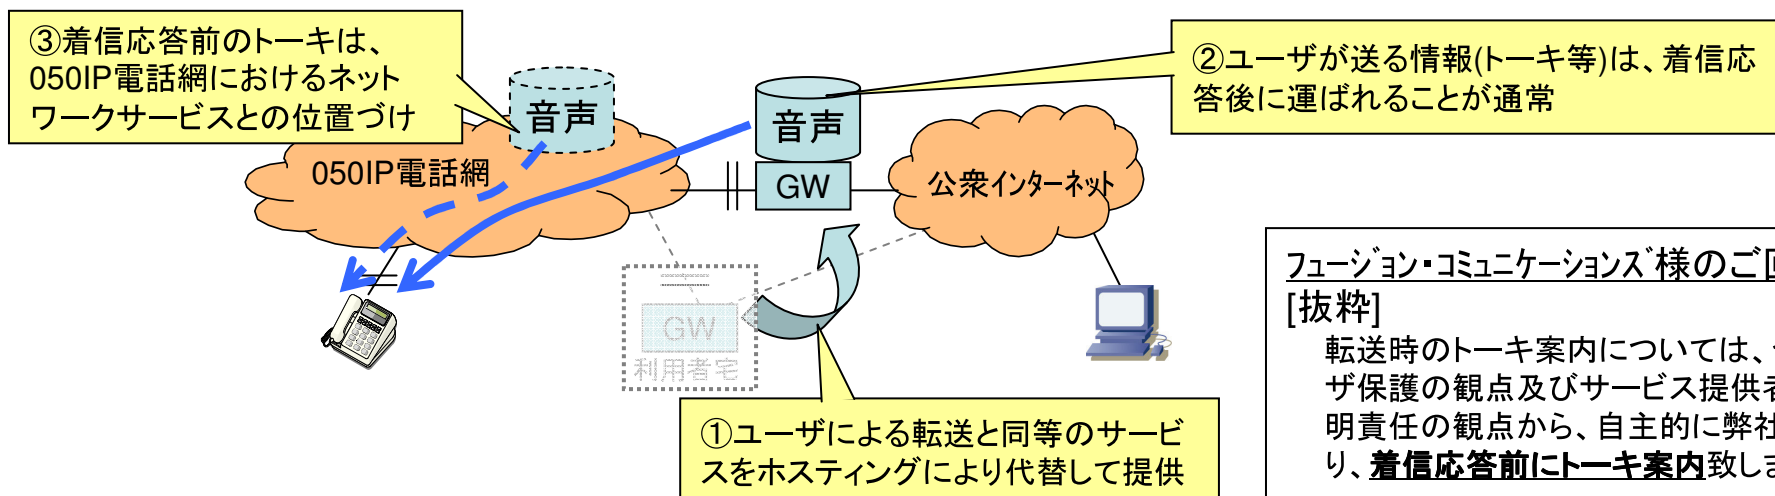 ③着信応答前のトーキは、
050IP電話網におけるネット
ワークサービスとの位置づけ
音声
050IP電話網
音声
GW
公衆インターネット
②ユーザが送る情報(トーキ等)は、着信応
答後に運ばれることが通常
GW
利用者宅
①ユーザによる転送と同等のサービ
スをホスティングにより代替して提供
フュージョン・コミュニケーションズ様のご
[抜粋]
転送時のトーキ案内については、
ザ保護の観点及びサービス提供者
明責任の観点から、自主的に弊社
り、着信応答前にトーキ案内致しま